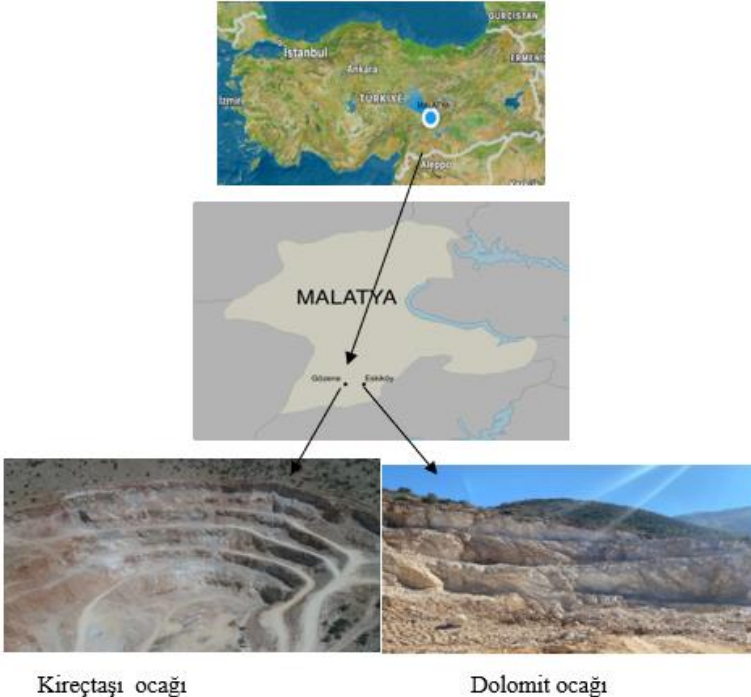 GÜRCİSTAN
İstanbul
ERMENİS
Ankara
TÜRKİYE
MALATYA
İzmir
Aleppo
MALATYA
Gözene Eskiköy
Kireçtaşı ocağı Dolomit ocağı